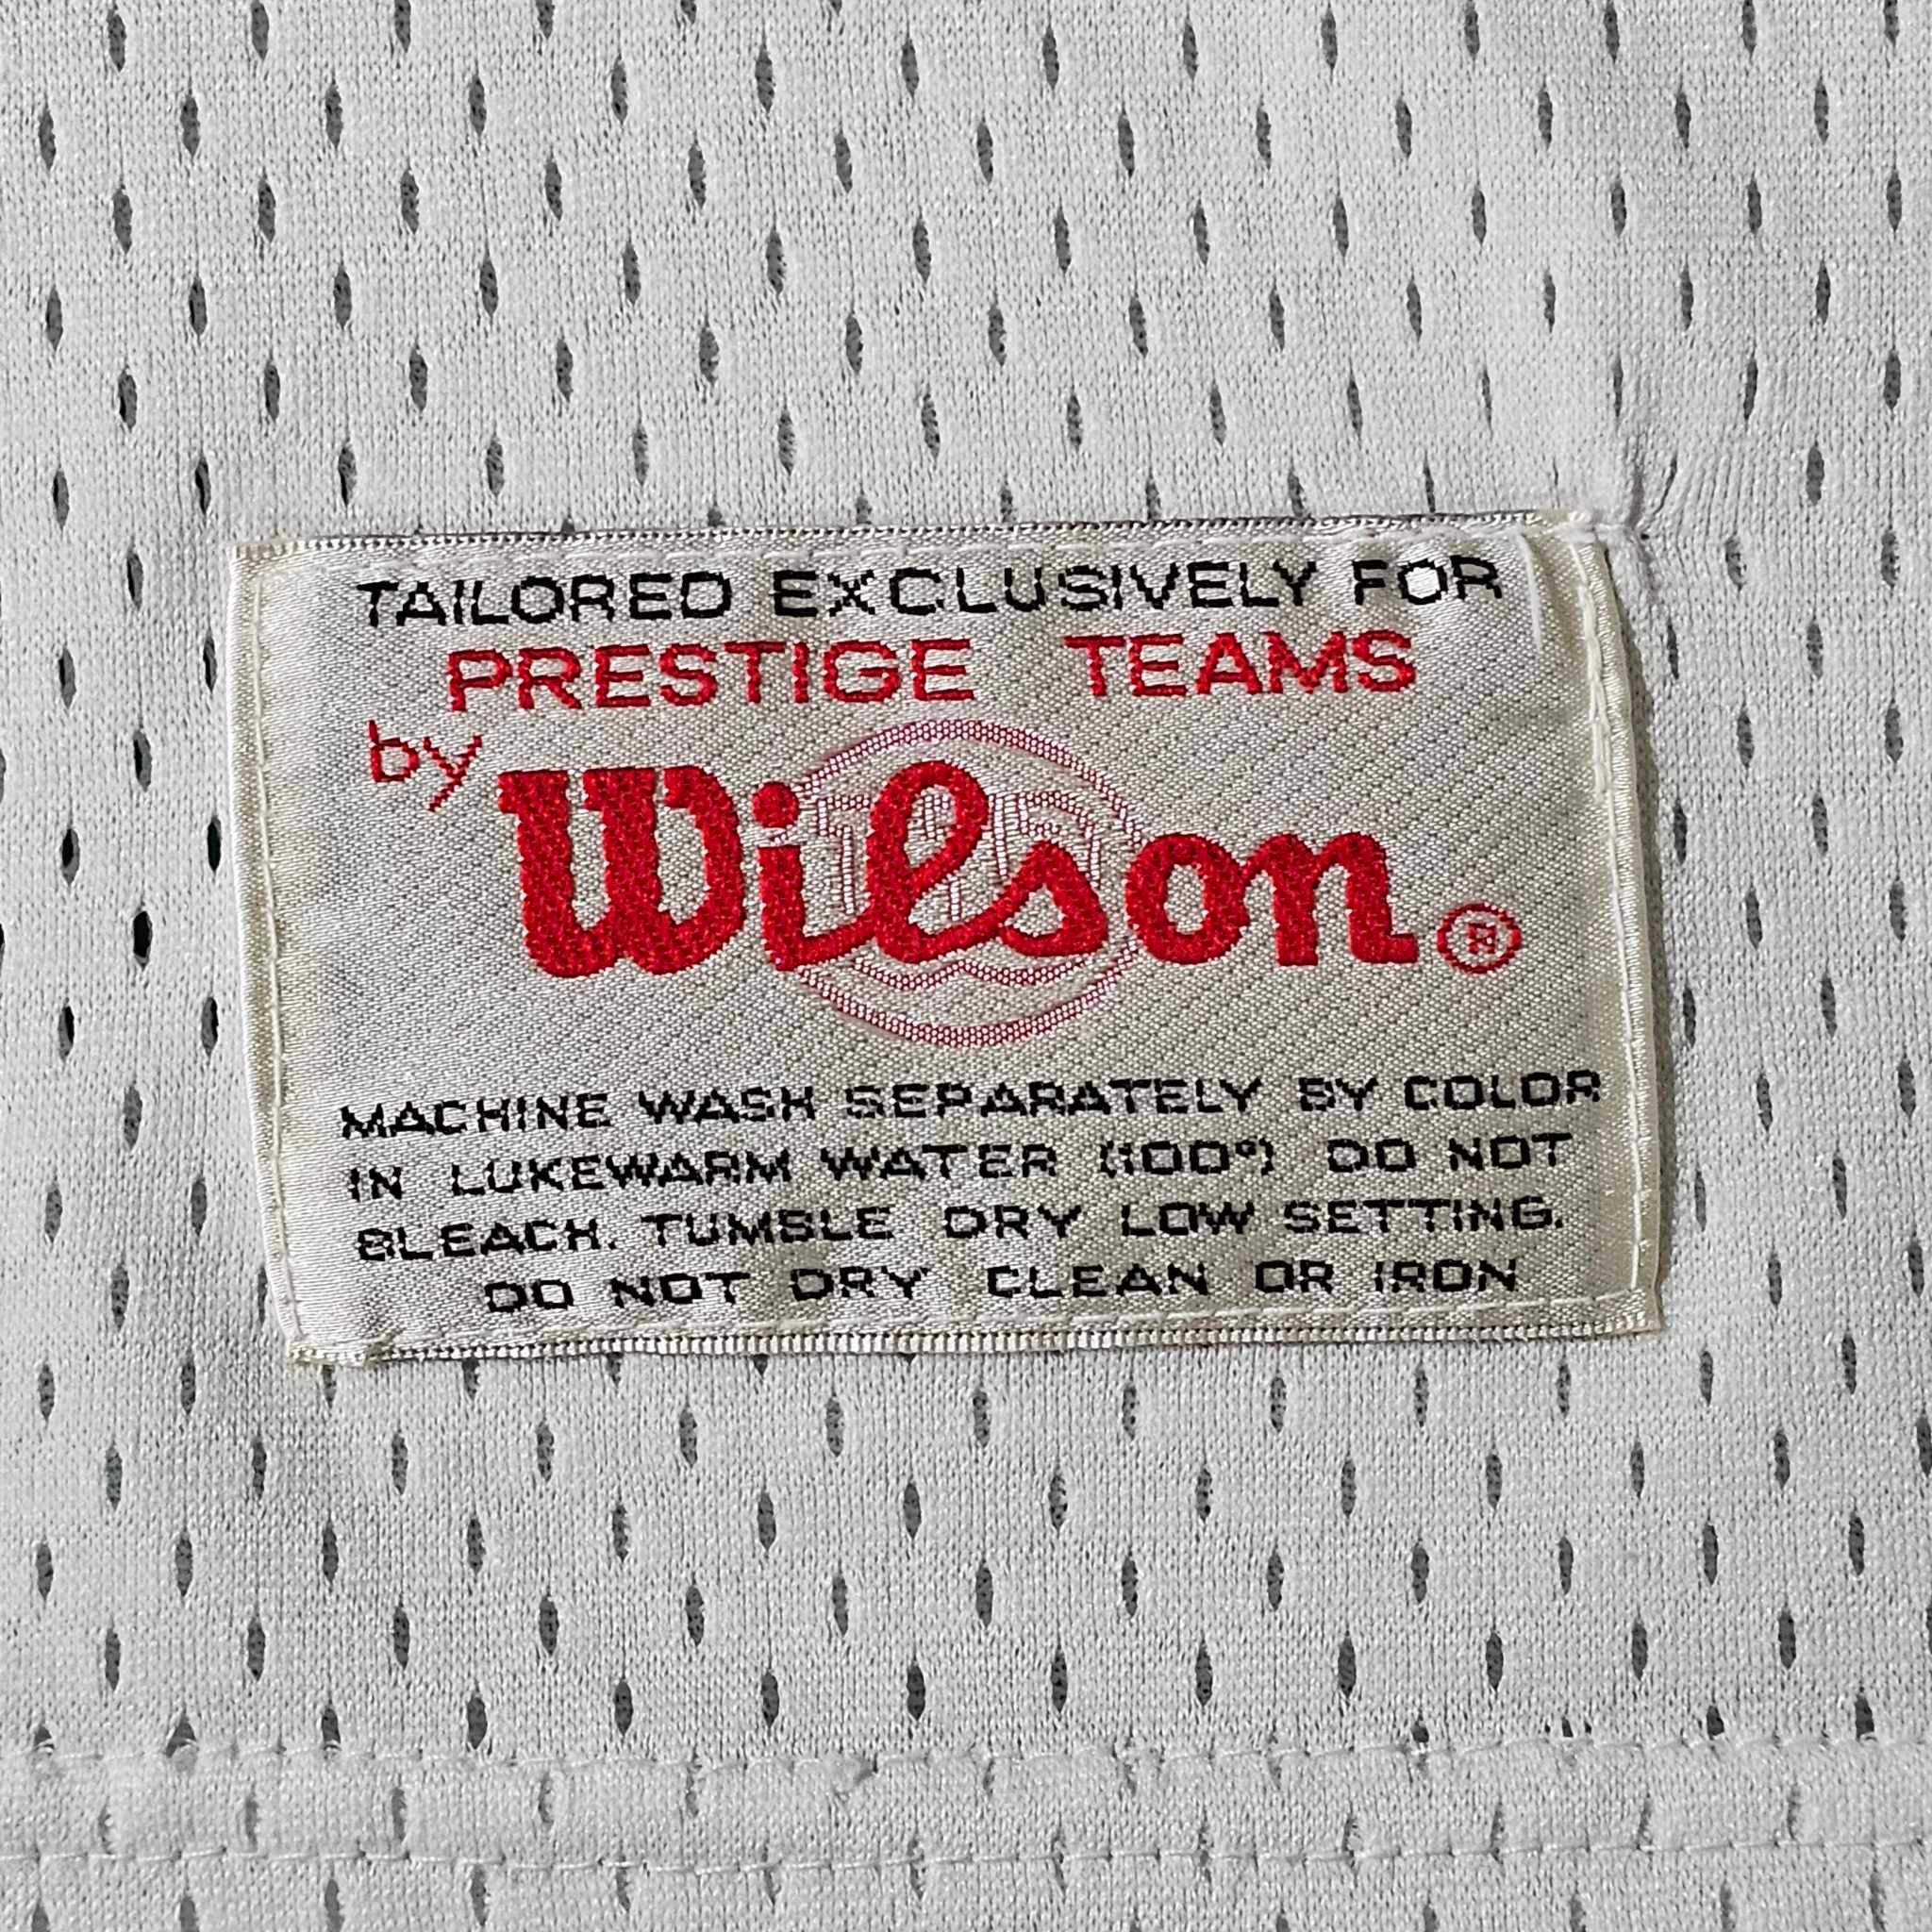 TAILORED EXCLUSIVELY FOR
PRESTIGE TEAMS
by
Wilson®
MACHINE WASH SEPARATELY BY COLOR
IN LUKEWARM WATER (100°) DO NOT
BLEACH. TUMBLE DRY LOW SETTING.
DO NOT DRY CLEAN OR IRON